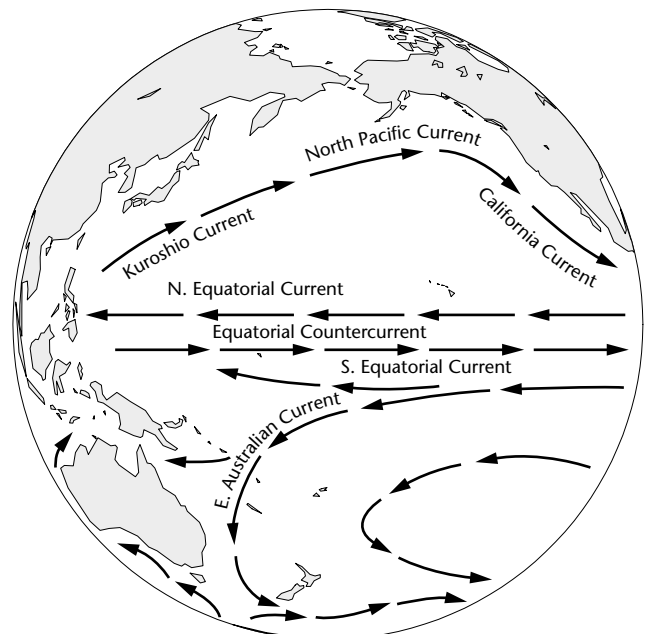 North Pacific Current
Kuroshio Current
California Current
N. Equatorial Current
Equatorial Countercurrent
S. Equatorial Current
E. Australian Current